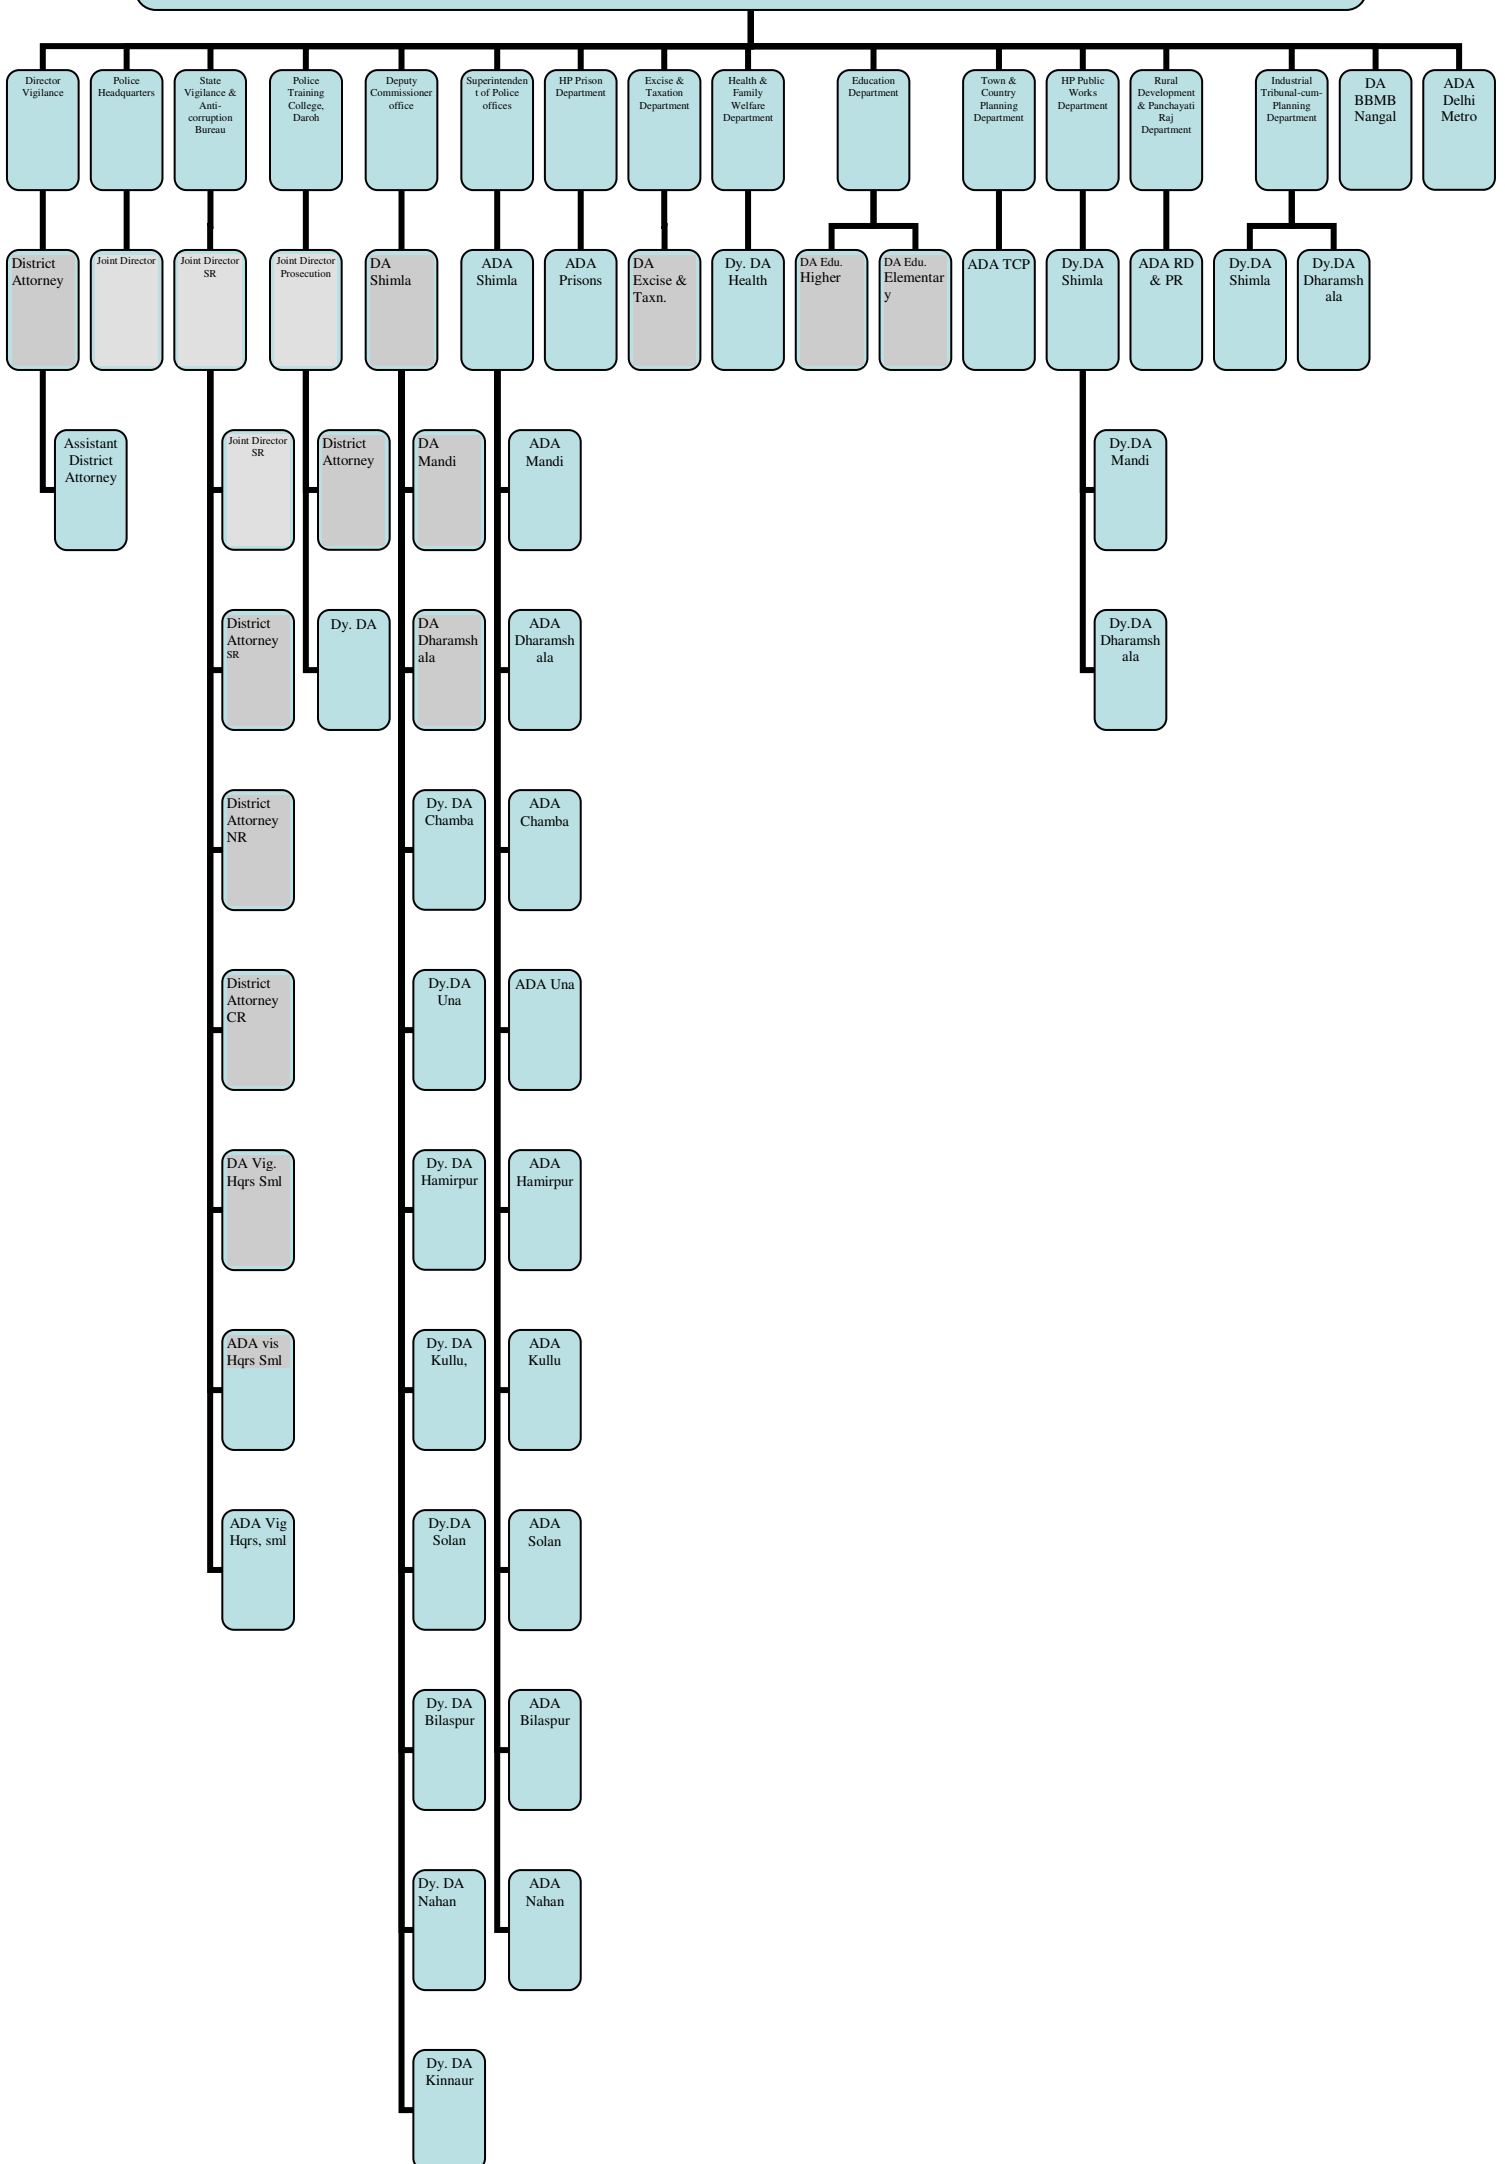 Director
Vigilance
Police
Headquarters
State
Vigilance &
Anti-
corruption
Bureau
Police
Training
College,
Daroh
Deputy
Commissioner
office
Superintenden
t of Police
offices
HP Prison
Department
Excise &
Taxation
Department
Health &
Family
Welfare
Department
Education
Department
Town &
Country
Planning
Department
HP Public
Works
Department
Rural
Development
& Panchayati
Raj
Department
Industrial
Tribunal-cum-
Planning
Department
DA
BBMB
Nangal
ADA
Delhi
Metro
District
Attorney
Joint Director
Joint Director
SR
Joint Director
Prosecution
DA
Shimla
ADA
Shimla
ADA
Prisons
DA
Excise &
Taxn.
Dy. DA
Health
DA Edu.
Higher
DA Edu.
Elementar
y
ADA TCP
Dy.DA
Shimla
ADA RD
& PR
Dy.DA
Shimla
Dy.DA
Dharamsh
ala
Assistant
District
Attorney
Joint Director
SR
District
Attorney
DA
Mandi
ADA
Mandi
Dy.DA
Mandi
District
Attorney
SR
Dy. DA
DA
Dharamsh
ala
ADA
Dharamsh
ala
Dy.DA
Dharamsh
ala
District
Attorney
NR
Dy. DA
Chamba
ADA
Chamba
District
Attorney
CR
Dy.DA
Una
ADA Una
DA Vig.
Hqrs Sml
Dy. DA
Hamirpur
ADA
Hamirpur
ADA vis
Hqrs Sml
Dy. DA
Kullu,
ADA
Kullu
ADA Vig
Hqrs, sml
Dy.DA
Solan
ADA
Solan
Dy. DA
Bilaspur
ADA
Bilaspur
Dy. DA
Nahan
ADA
Nahan
Dy. DA
Kinnaur